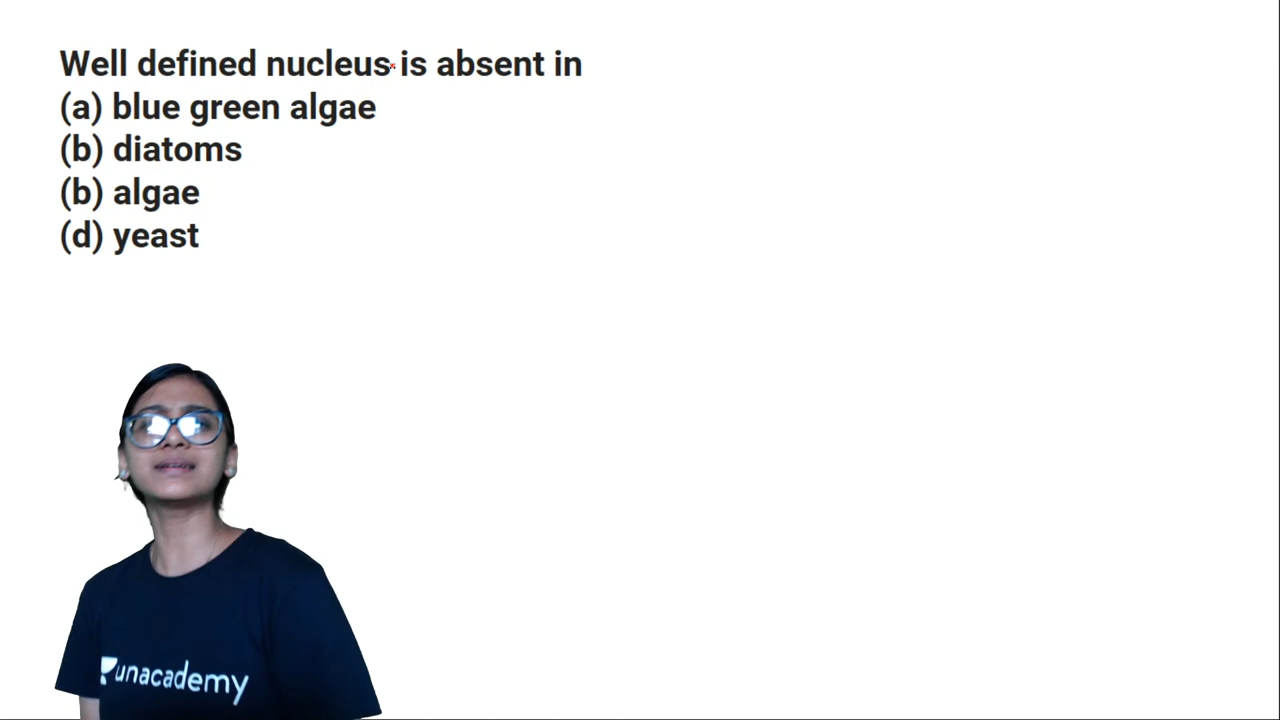 Well defined nucleus is absent in
(a) blue green algae
(b) diatoms
(b) algae
(d) yeast
unacademy